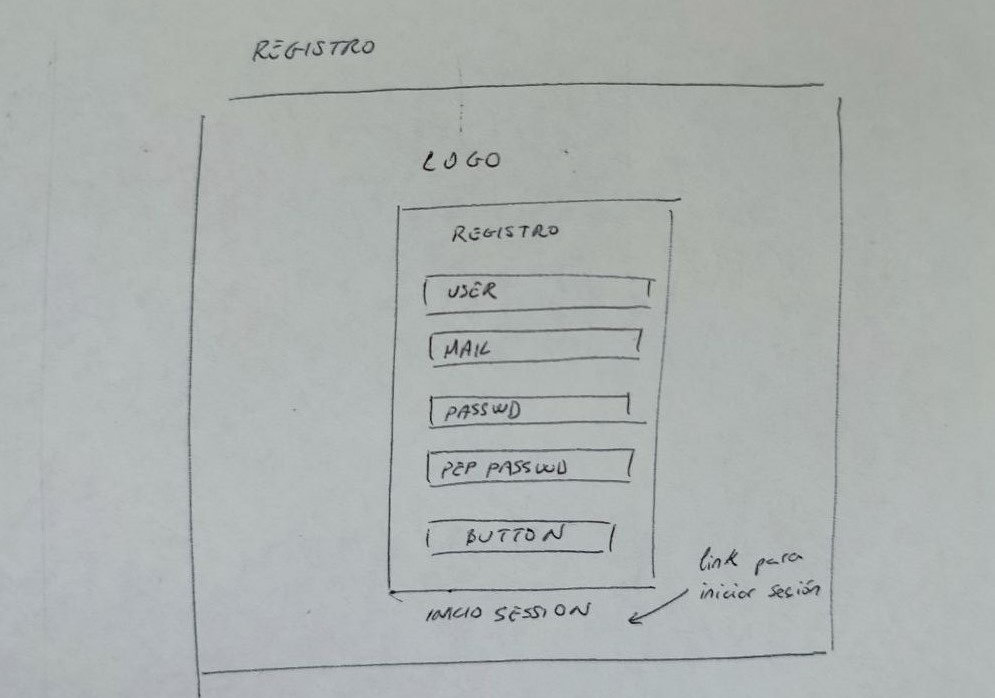 REGISTRO
LOGO
REGISTRO
USER
MAIL
PASSWD
REP PASSWD
BUTTON
link para
iniciar sesión
INICIO SESSION